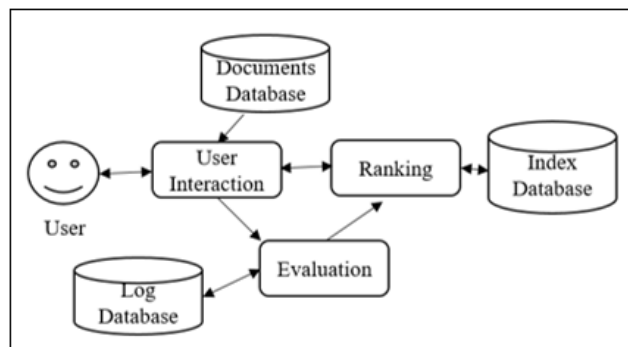 Documents
Database
User
Interaction
Ranking
Index
Database
User
Evaluation
Log
Database